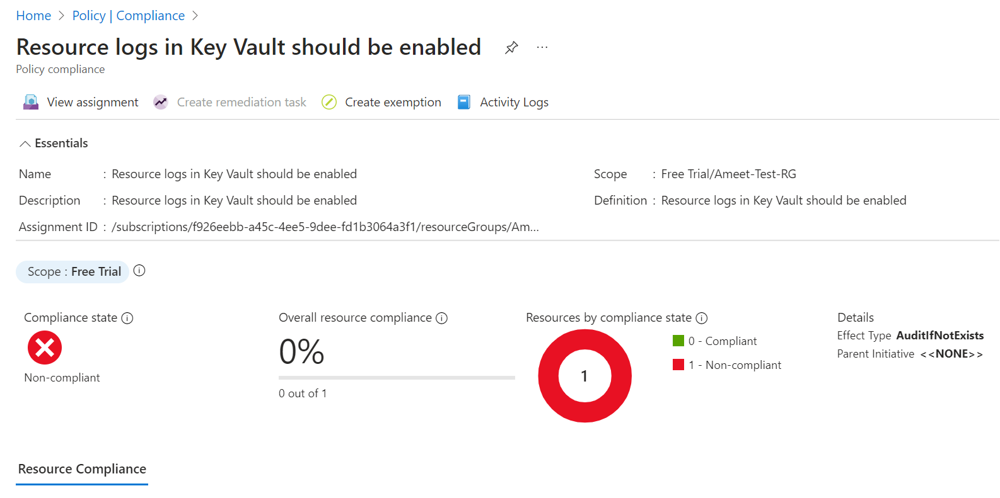 Home > Policy | Compliance >
Resource logs in Key Vault should be enabled ...
Policy compliance
View assignment Create remediation task Create exemption Activity Logs
Essentials
Name : Resource logs in Key Vault should be enabled Scope : Free Trial/Ameet-Test-RG
Description : Resource logs in Key Vault should be enabled Definition : Resource logs in Key Vault should be enabled
Assignment ID : /subscriptions/f926eebb-a45c-4ee5-9dee-fd1b3064a3f1/resourceGroups/Am...
Scope : Free Trial
Compliance state Overall resource compliance Resources by compliance state Details
Effect Type AuditIfNotExists
0 - Compliant
0%
Parent Initiative <<NONE>>
1 - Non-compliant
1
Non-compliant
0 out of 1
Resource Compliance